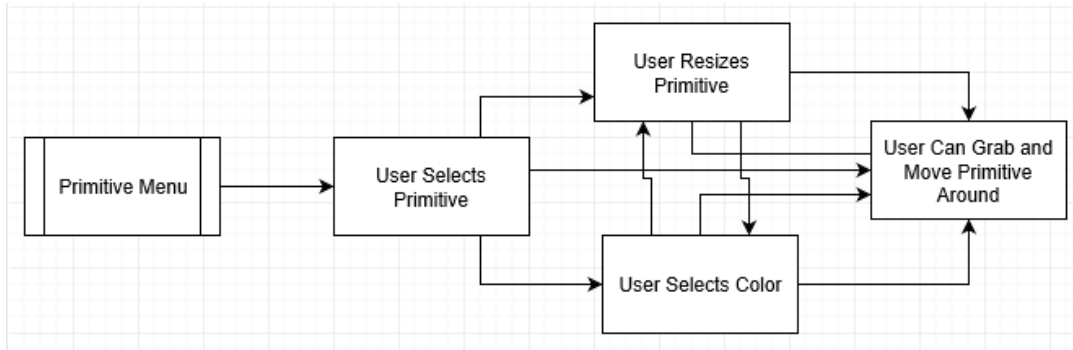 Primitive Menu
User Selects
Primitive
User Resizes
Primitive
User Selects Color
User Can Grab and
Move Primitive
Around